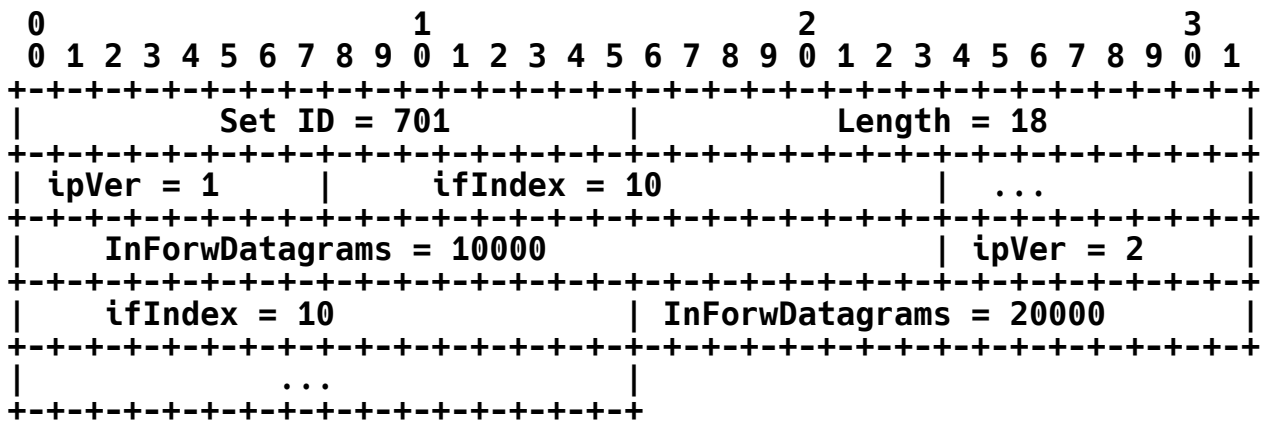 0                   1                   2                   3
 0 1 2 3 4 5 6 7 8 9 0 1 2 3 4 5 6 7 8 9 0 1 2 3 4 5 6 7 8 9 0 1
+-+-+-+-+-+-+-+-+-+-+-+-+-+-+-+-+-+-+-+-+-+-+-+-+-+-+-+-+-+-+-+-+
|          Set ID = 701         |          Length = 18          |
+-+-+-+-+-+-+-+-+-+-+-+-+-+-+-+-+-+-+-+-+-+-+-+-+-+-+-+-+-+-+-+-+
| ipVer = 1     |     ifIndex = 10              |  ...          |
+-+-+-+-+-+-+-+-+-+-+-+-+-+-+-+-+-+-+-+-+-+-+-+-+-+-+-+-+-+-+-+-+
|    InForwDatagrams = 10000                    | ipVer = 2     |
+-+-+-+-+-+-+-+-+-+-+-+-+-+-+-+-+-+-+-+-+-+-+-+-+-+-+-+-+-+-+-+-+
|    ifIndex = 10               | InForwDatagrams = 20000       |
+-+-+-+-+-+-+-+-+-+-+-+-+-+-+-+-+-+-+-+-+-+-+-+-+-+-+-+-+-+-+-+-+
|             ...               |
+-+-+-+-+-+-+-+-+-+-+-+-+-+-+-+-+